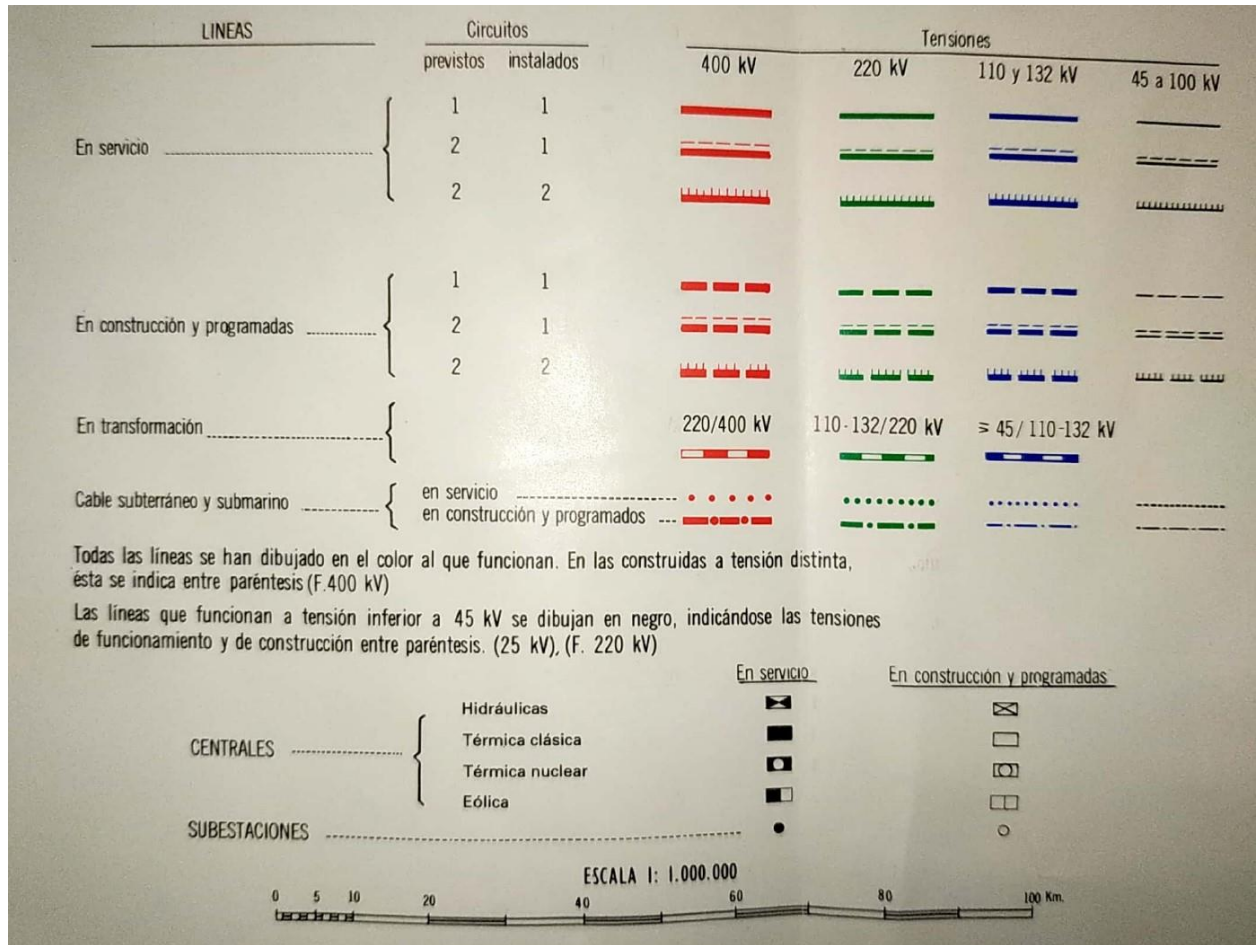 LINEAS Circuitos Tensiones
previstos instalados 400 kV 220 kV 110 y 132 kV 45 a 100 kV
1 1
En servicio 2 1
2 2
1 1
En construcción y programadas 2 1
2 2
En transformación 220/400 kV 110-132/220 kV ≥ 45/110-132 kV
Cable subterráneo y submarino en servicio
en construcción y programados
Todas las líneas se han dibujado en el color al que funcionan. En las construidas a tensión distinta,
ésta se indica entre paréntesis (F.400 kV)
Las líneas que funcionan a tensión inferior a 45 kV se dibujan en negro, indicándose las tensiones
de funcionamiento y de construcción entre paréntesis. (25 kV), (F. 220 kV)
En servicio En construcción y programadas
Hidráulicas
CENTRALES Térmica clásica
Térmica nuclear
Eólica
SUBESTACIONES
ESCALA 1: 1.000.000
0 5 10 20 40 60 80 100 Km.